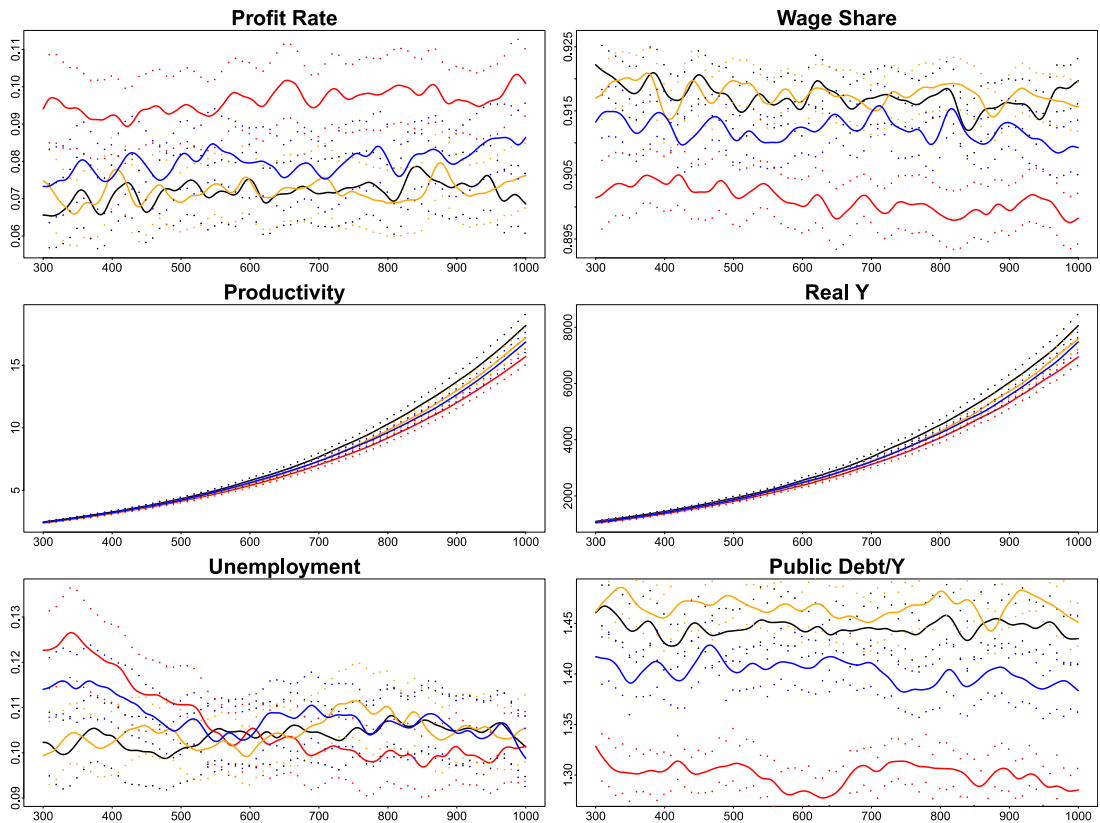 Profit Rate
0.06 0.07 0.08 0.09 0.10 0.11
300 400 500 600 700 800 900 1000
Wage Share
0.895 0.905 0.915 0.925
300 400 500 600 700 800 900 1000
Productivity
5 10 15
300 400 500 600 700 800 900 1000
Real Y
2000 4000 6000 8000
300 400 500 600 700 800 900 1000
Unemployment
0.09 0.10 0.11 0.12 0.13
300 400 500 600 700 800 900 1000
Public Debt/Y
1.30 1.35 1.40 1.45
300 400 500 600 700 800 900 1000